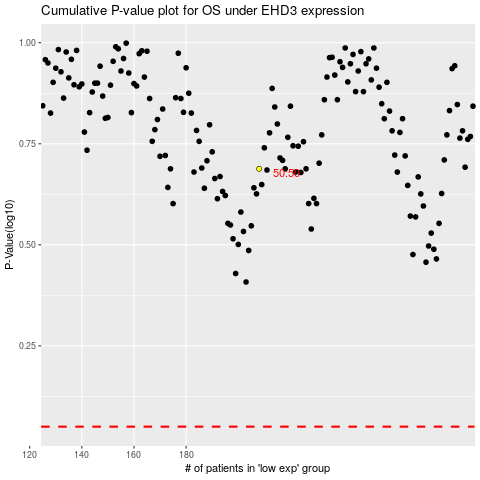 Cumulative P-value plot for OS under EHD3 expression
P-Value(log10)
1.00
0.75
0.50
0.25
50:50
120 140 160 180
# of patients in 'low exp' group